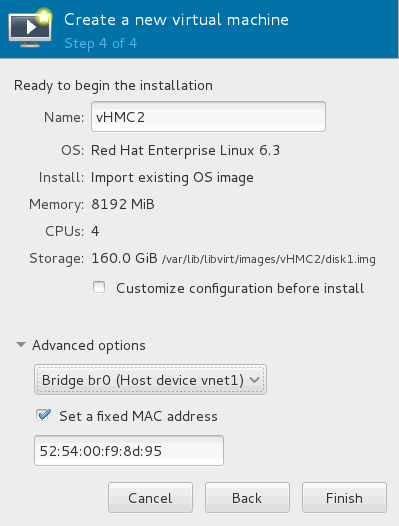 Create a new virtual machine
Step 4 of 4
Ready to begin the installation
Name: vHMC2
OS: Red Hat Enterprise Linux 6.3
Install: Import existing OS image
Memory: 8192 MiB
CPUs: 4
Storage: 160.0 GiB /var/lib/libvirt/images/vHMC2/disk1.img
Customize configuration before install
Advanced options
Bridge br0 (Host device vnet1)
Set a fixed MAC address
52:54:00:f9:8d:95
Cancel Back Finish